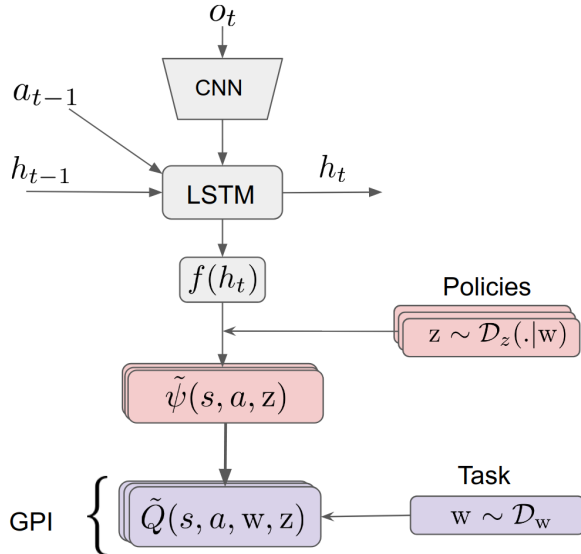 o_t
CNN
a_{t-1}
h_{t-1}
h_t
LSTM
f(h_t)
Policies
z ∼ 𝒟_z(.|w)
ψ̃(s, a, z)
Task
GPI
Q̃(s, a, w, z)
w ∼ 𝒟_w